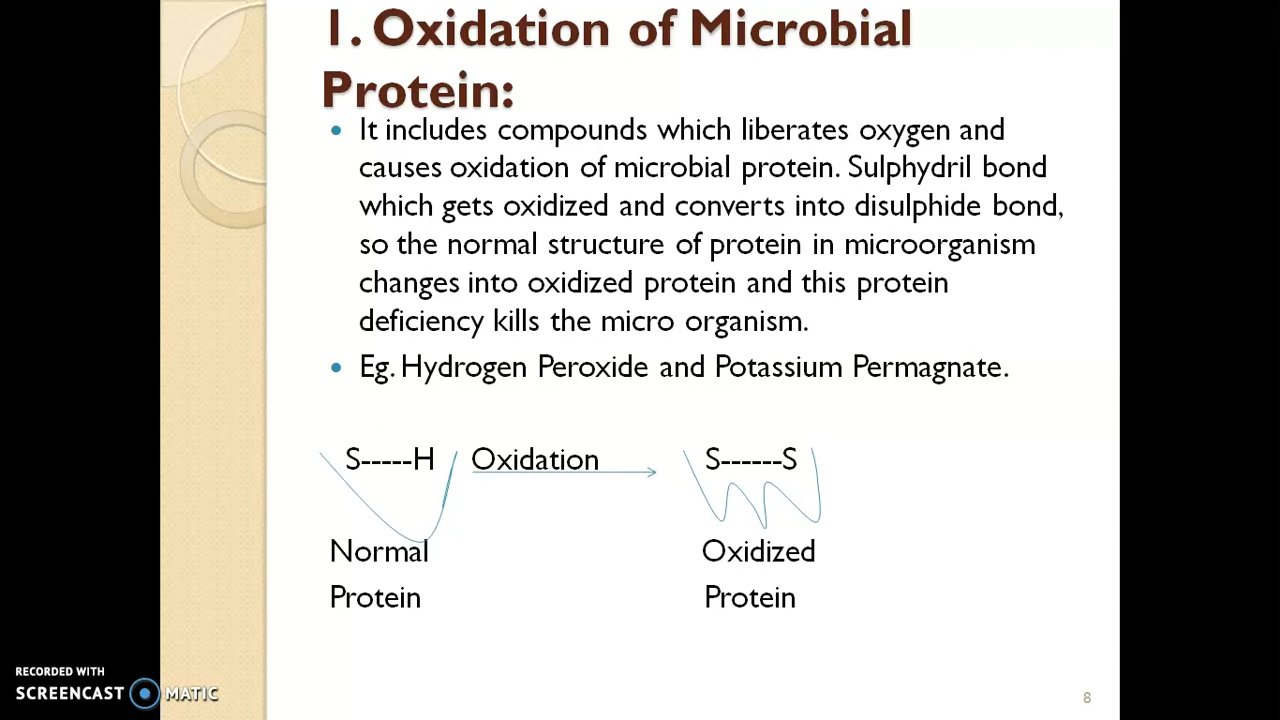 1. Oxidation of Microbial
Protein:
• It includes compounds which liberates oxygen and
causes oxidation of microbial protein. Sulphydril bond
which gets oxidized and converts into disulphide bond,
so the normal structure of protein in microorganism
changes into oxidized protein and this protein
deficiency kills the micro organism.
• Eg. Hydrogen Peroxide and Potassium Permagnate.
S-----H Oxidation S------S
Normal Oxidized
Protein Protein
RECORDED WITH
SCREENCAST MATIC
8